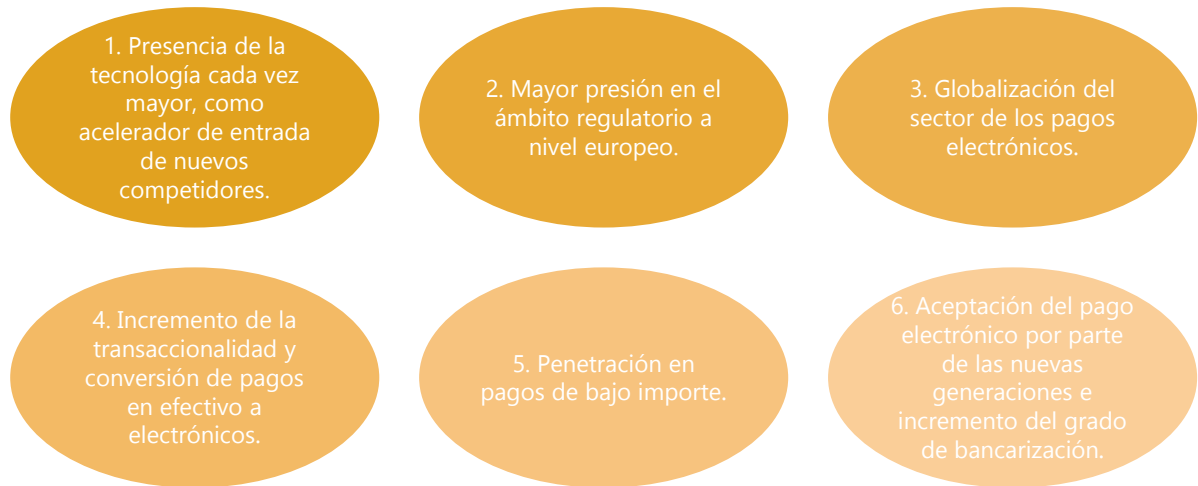 1. Presencia de la
tecnología cada vez
mayor, como
acelerador de entrada
de nuevos
competidores.
2. Mayor presión en el
ámbito regulatorio a
nivel europeo.
3. Globalización del
sector de los pagos
electrónicos.
4. Incremento de la
transaccionalidad y
conversión de pagos
en efectivo a
electrónicos.
5. Penetración en
pagos de bajo importe.
6. Aceptación del pago
electrónico por parte
de las nuevas
generaciones e
incremento del grado
de bancarización.